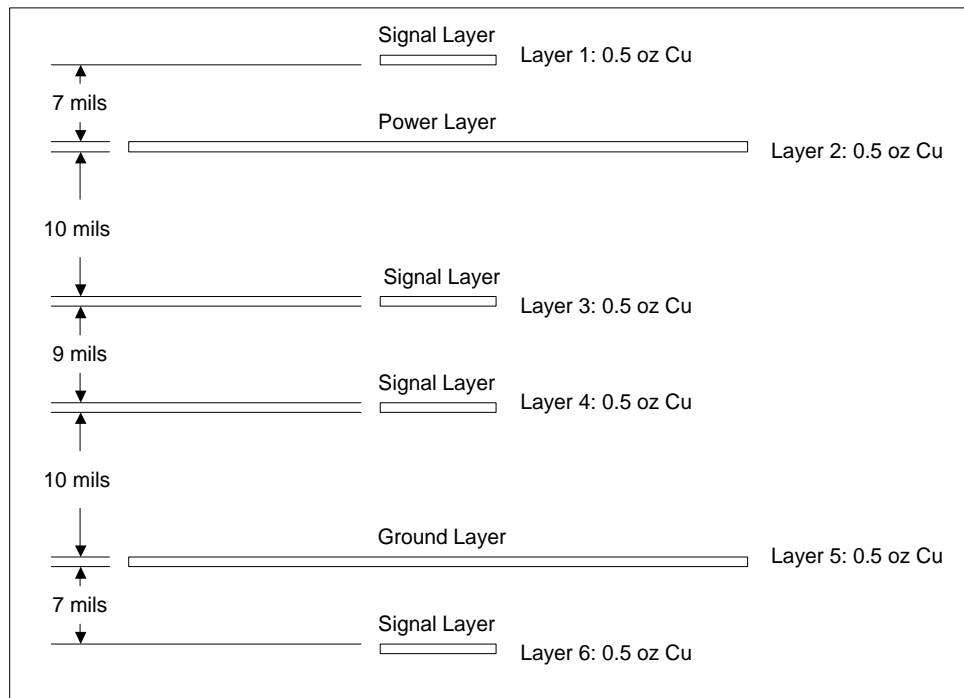 Signal Layer
Layer 1: 0.5 oz Cu
7 mils
Power Layer
Layer 2: 0.5 oz Cu
10 mils
Signal Layer
Layer 3: 0.5 oz Cu
9 mils
Signal Layer
Layer 4: 0.5 oz Cu
10 mils
Ground Layer
Layer 5: 0.5 oz Cu
7 mils
Signal Layer
Layer 6: 0.5 oz Cu